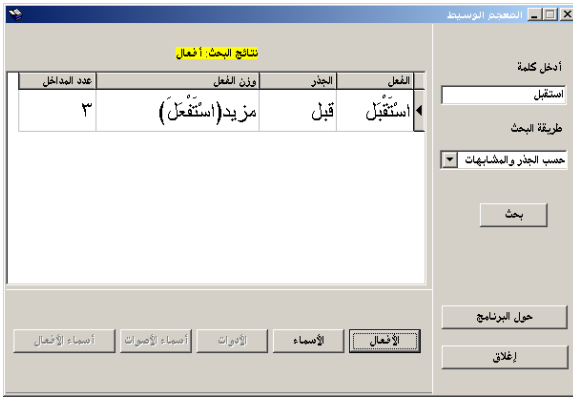 المعجم الوسيط
أدخل كلمة
استقبل
طريقة البحث
حسب الجذر والمشابهات
بحث
حول البرنامج
إغلاق
نتائج البحث: أفعال
الفعل الجذر وزن الفعل عدد المداخل
اسْتَقْبَل قبل مزيد(اسْتَفْعَلَ) ٣
الأفعال الأسماء الأدوات أسماء الأصوات أسماء الأفعال